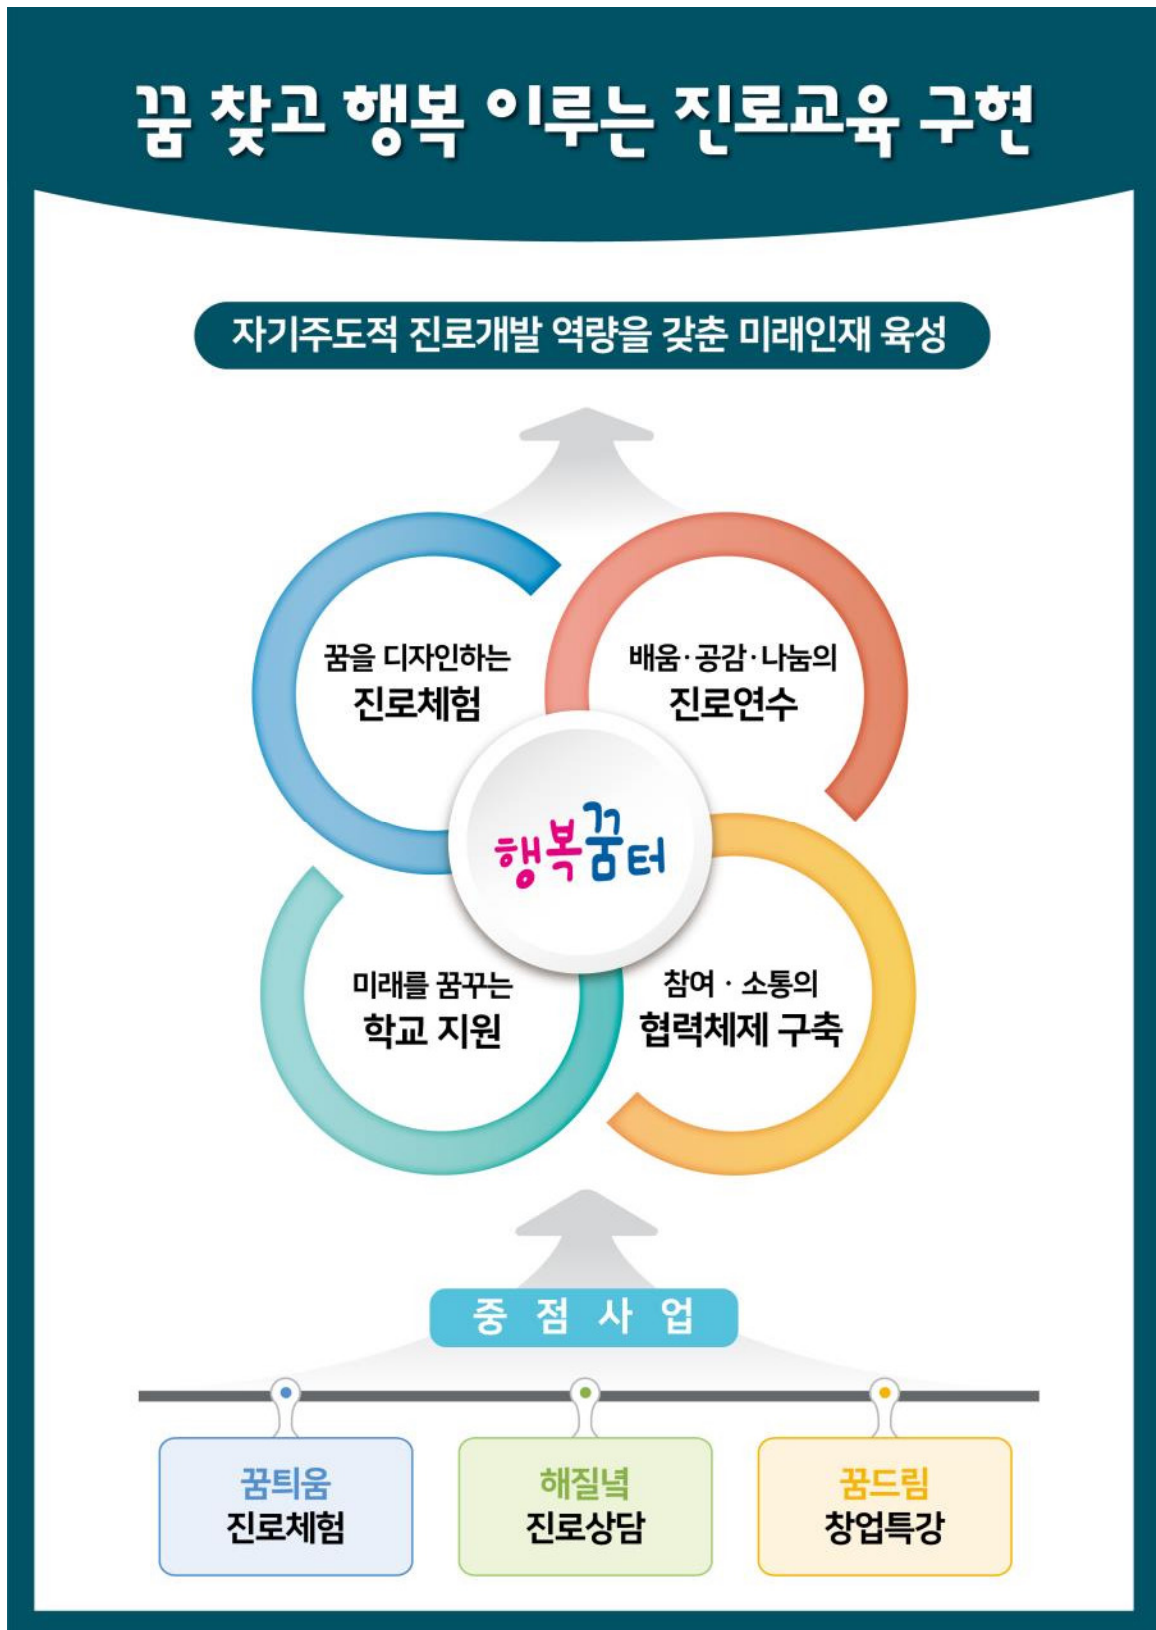 꿈 찾고 행복 이루는 진로교육 구현
자기주도적 진로개발 역량을 갖춘 미래인재 육성
꿈을 디자인하는
진로체험
배움·공감·나눔의
진로연수
행복꿈터
미래를 꿈꾸는
학교 지원
참여 · 소통의
협력체제 구축
중 점 사 업
꿈틔움
진로체험
해질녘
진로상담
꿈드림
창업특강